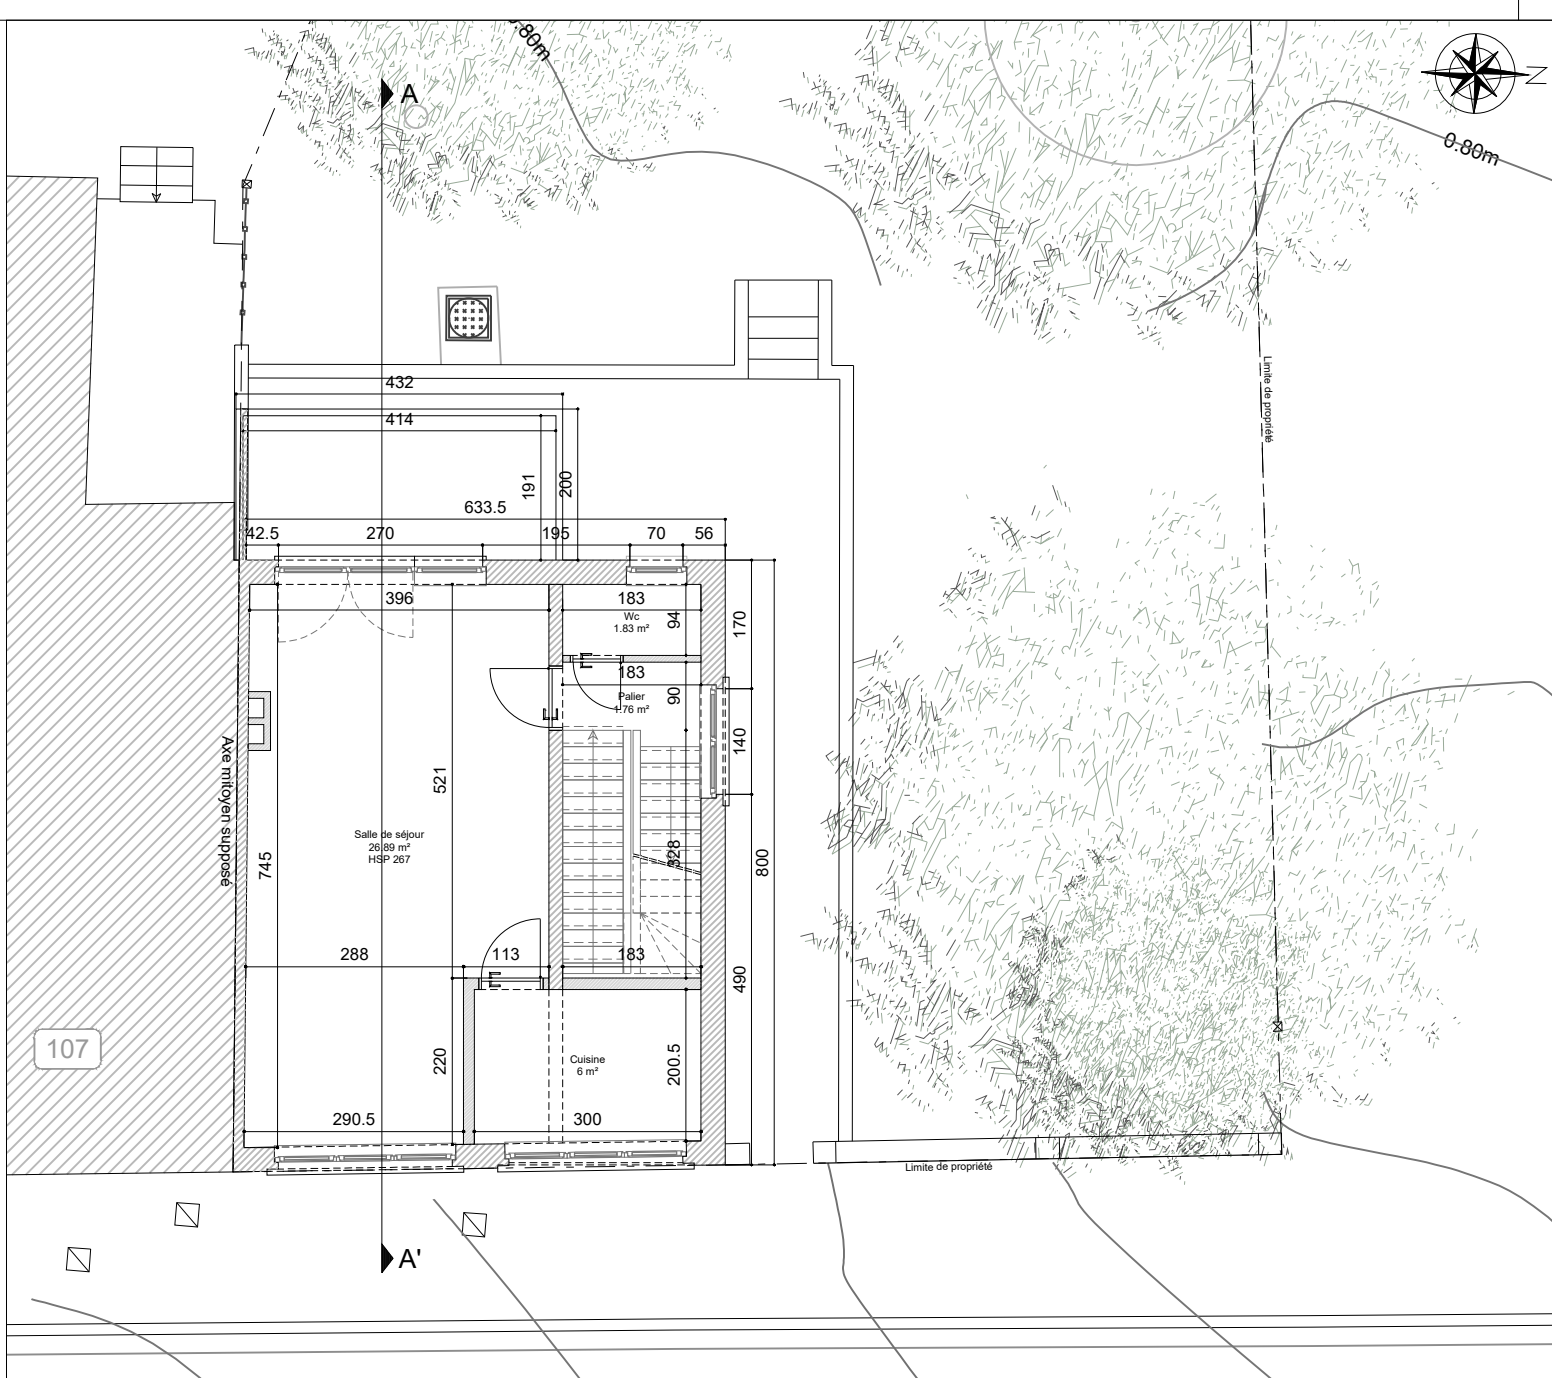 0.80m
A
N
0.80m
Limite de propriété
432
414
191
200
633.5
42.5
270
195
70
56
396
183
Wc
1.83 m²
94
170
183
Palier
1.76 m²
90
140
Axe mitoyen supposé
521
Salle de séjour
26.89 m²
HSP 267
745
328
800
288
113
183
490
107
220
Cuisine
6 m²
200.5
290.5
300
Limite de propriété
A'